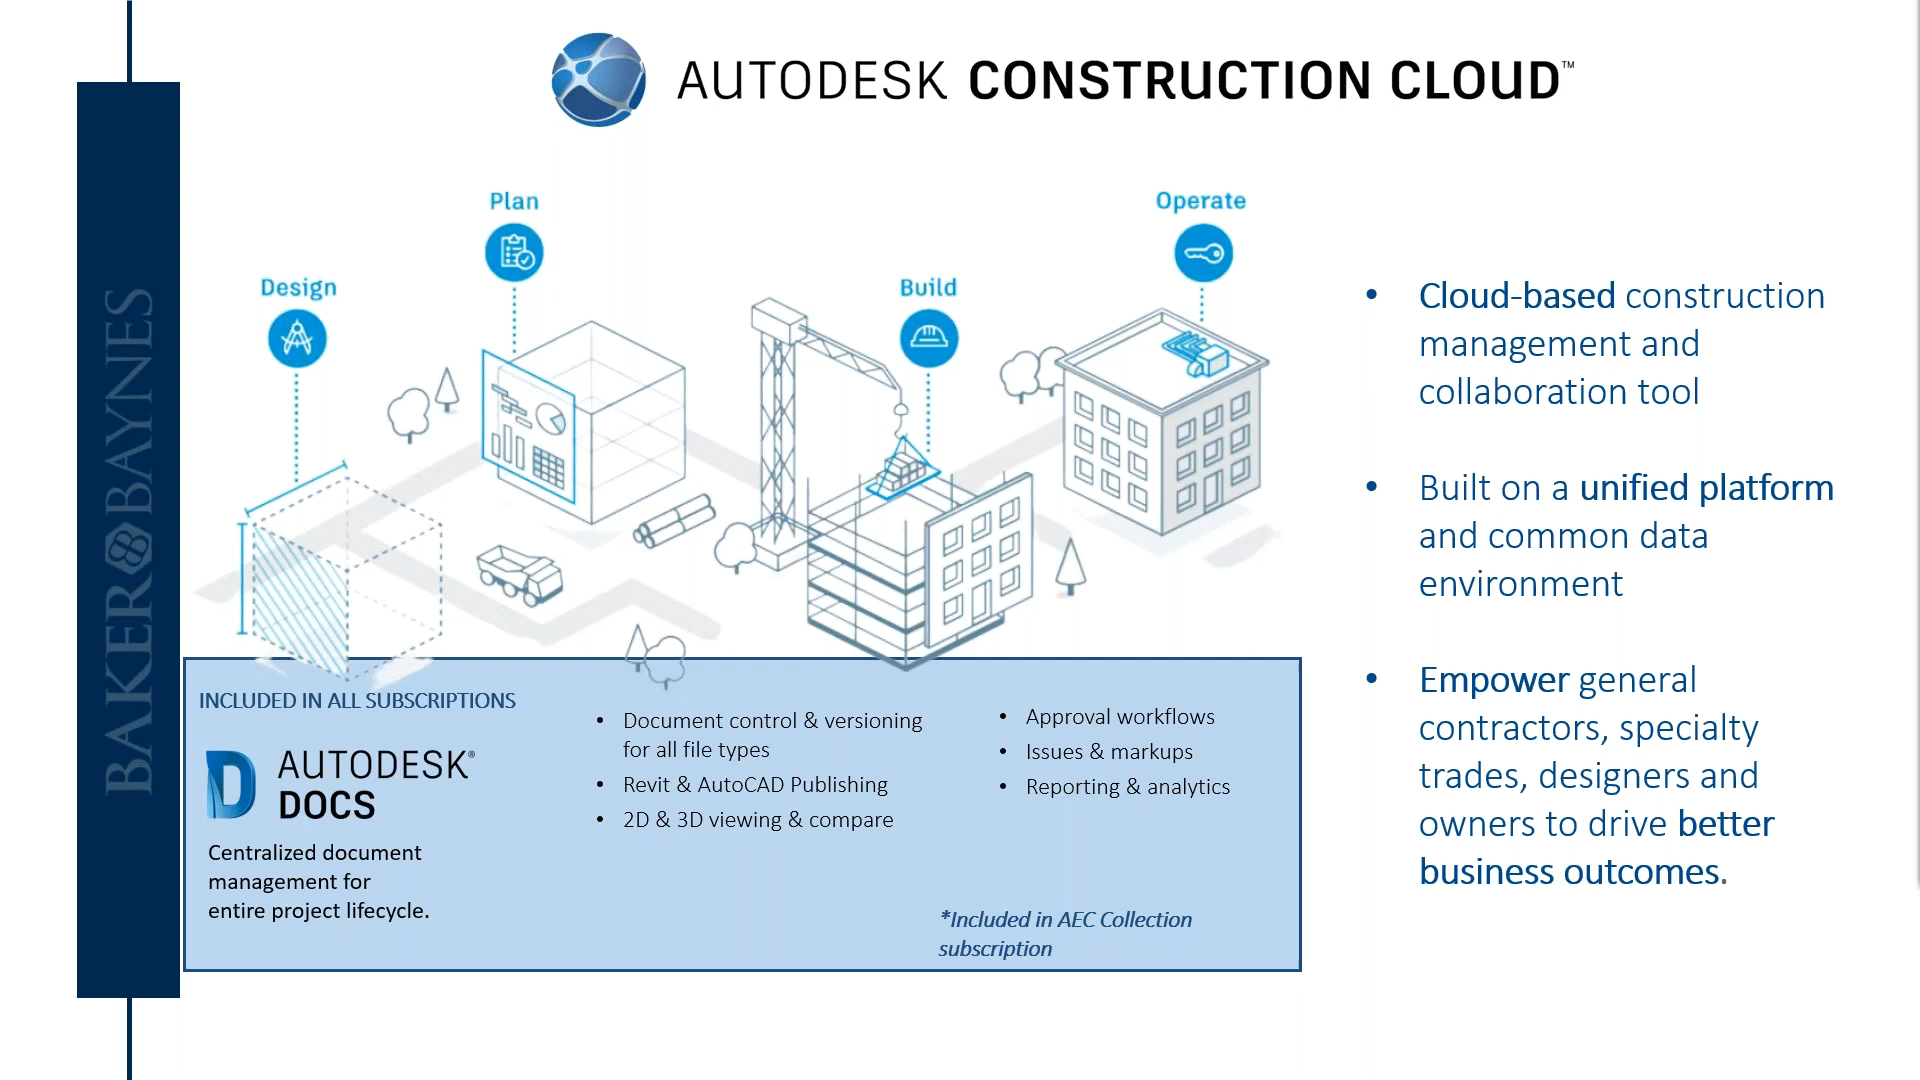 AUTODESK CONSTRUCTION CLOUD™
BAKER BAYNES
Plan
Operate
Design
Build
• Cloud-based construction
management and
collaboration tool
• Built on a unified platform
and common data
environment
• Empower general
contractors, specialty
trades, designers and
owners to drive better
business outcomes.
INCLUDED IN ALL SUBSCRIPTIONS
AUTODESK®
DOCS
Centralized document
management for
entire project lifecycle.
• Document control & versioning
for all file types
• Revit & AutoCAD Publishing
• 2D & 3D viewing & compare
• Approval workflows
• Issues & markups
• Reporting & analytics
*Included in AEC Collection
subscription